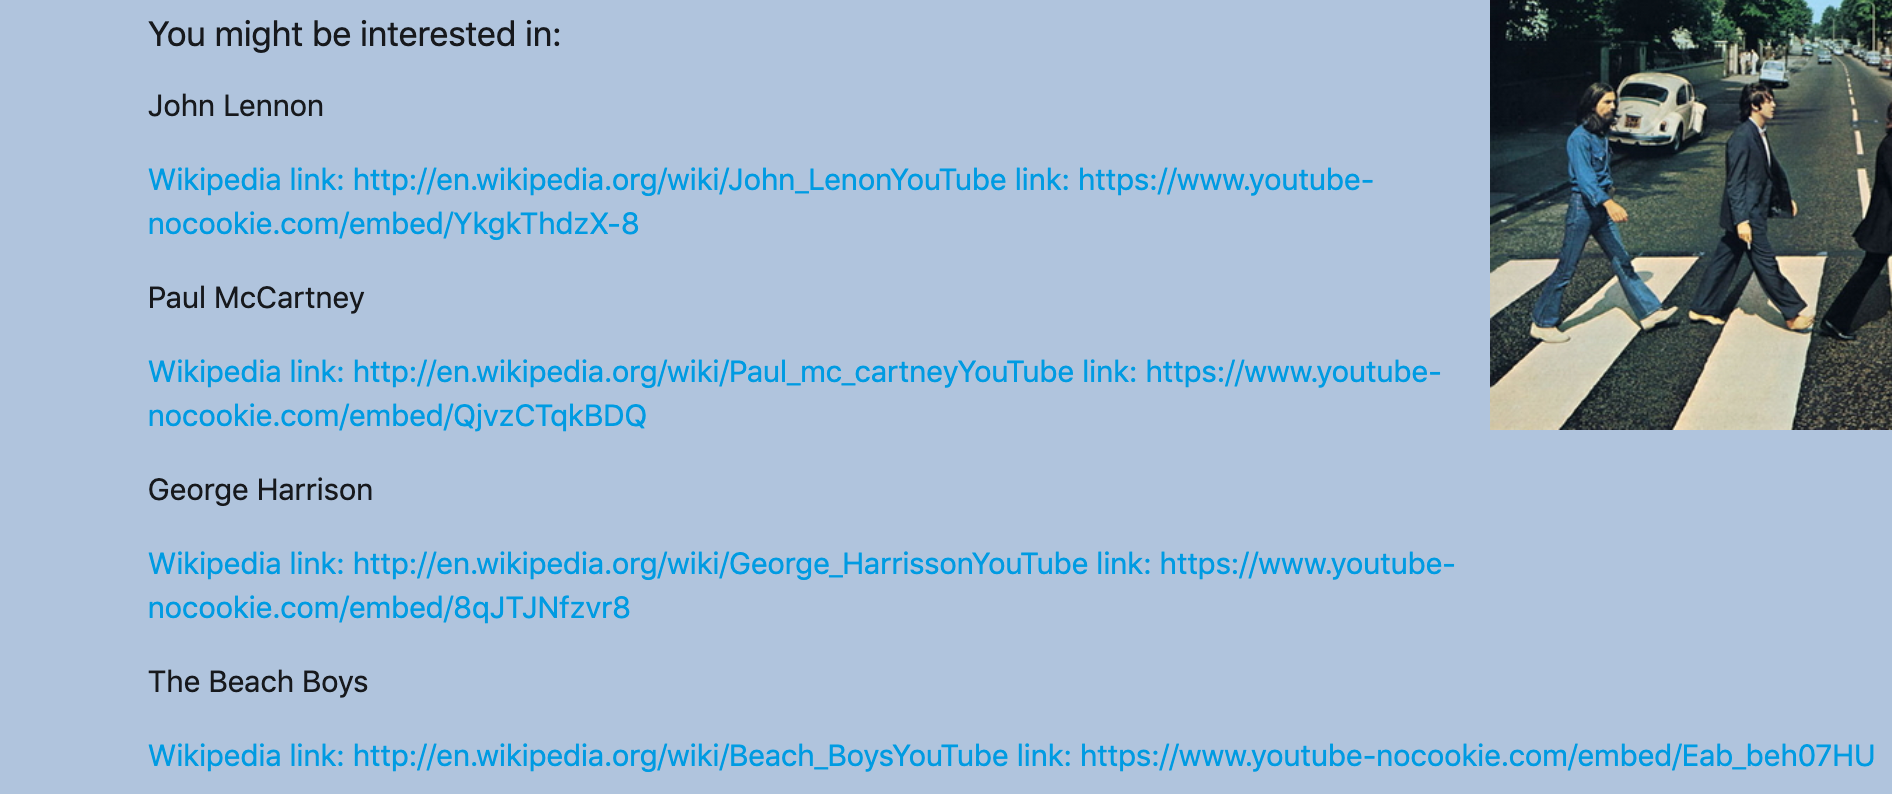 You might be interested in:
John Lennon
Wikipedia link: http://en.wikipedia.org/wiki/John_LenonYouTube link: https://www.youtube-
nocookie.com/embed/YkgkThdzX-8
Paul McCartney
Wikipedia link: http://en.wikipedia.org/wiki/Paul_mc_cartneyYouTube link: https://www.youtube-
nocookie.com/embed/QjvzCTqkBDQ
George Harrison
Wikipedia link: http://en.wikipedia.org/wiki/George_HarrissonYouTube link: https://www.youtube-
nocookie.com/embed/8qJTJNfzvr8
The Beach Boys
Wikipedia link: http://en.wikipedia.org/wiki/Beach_BoysYouTube link: https://www.youtube-nocookie.com/embed/Eab_beh07HU